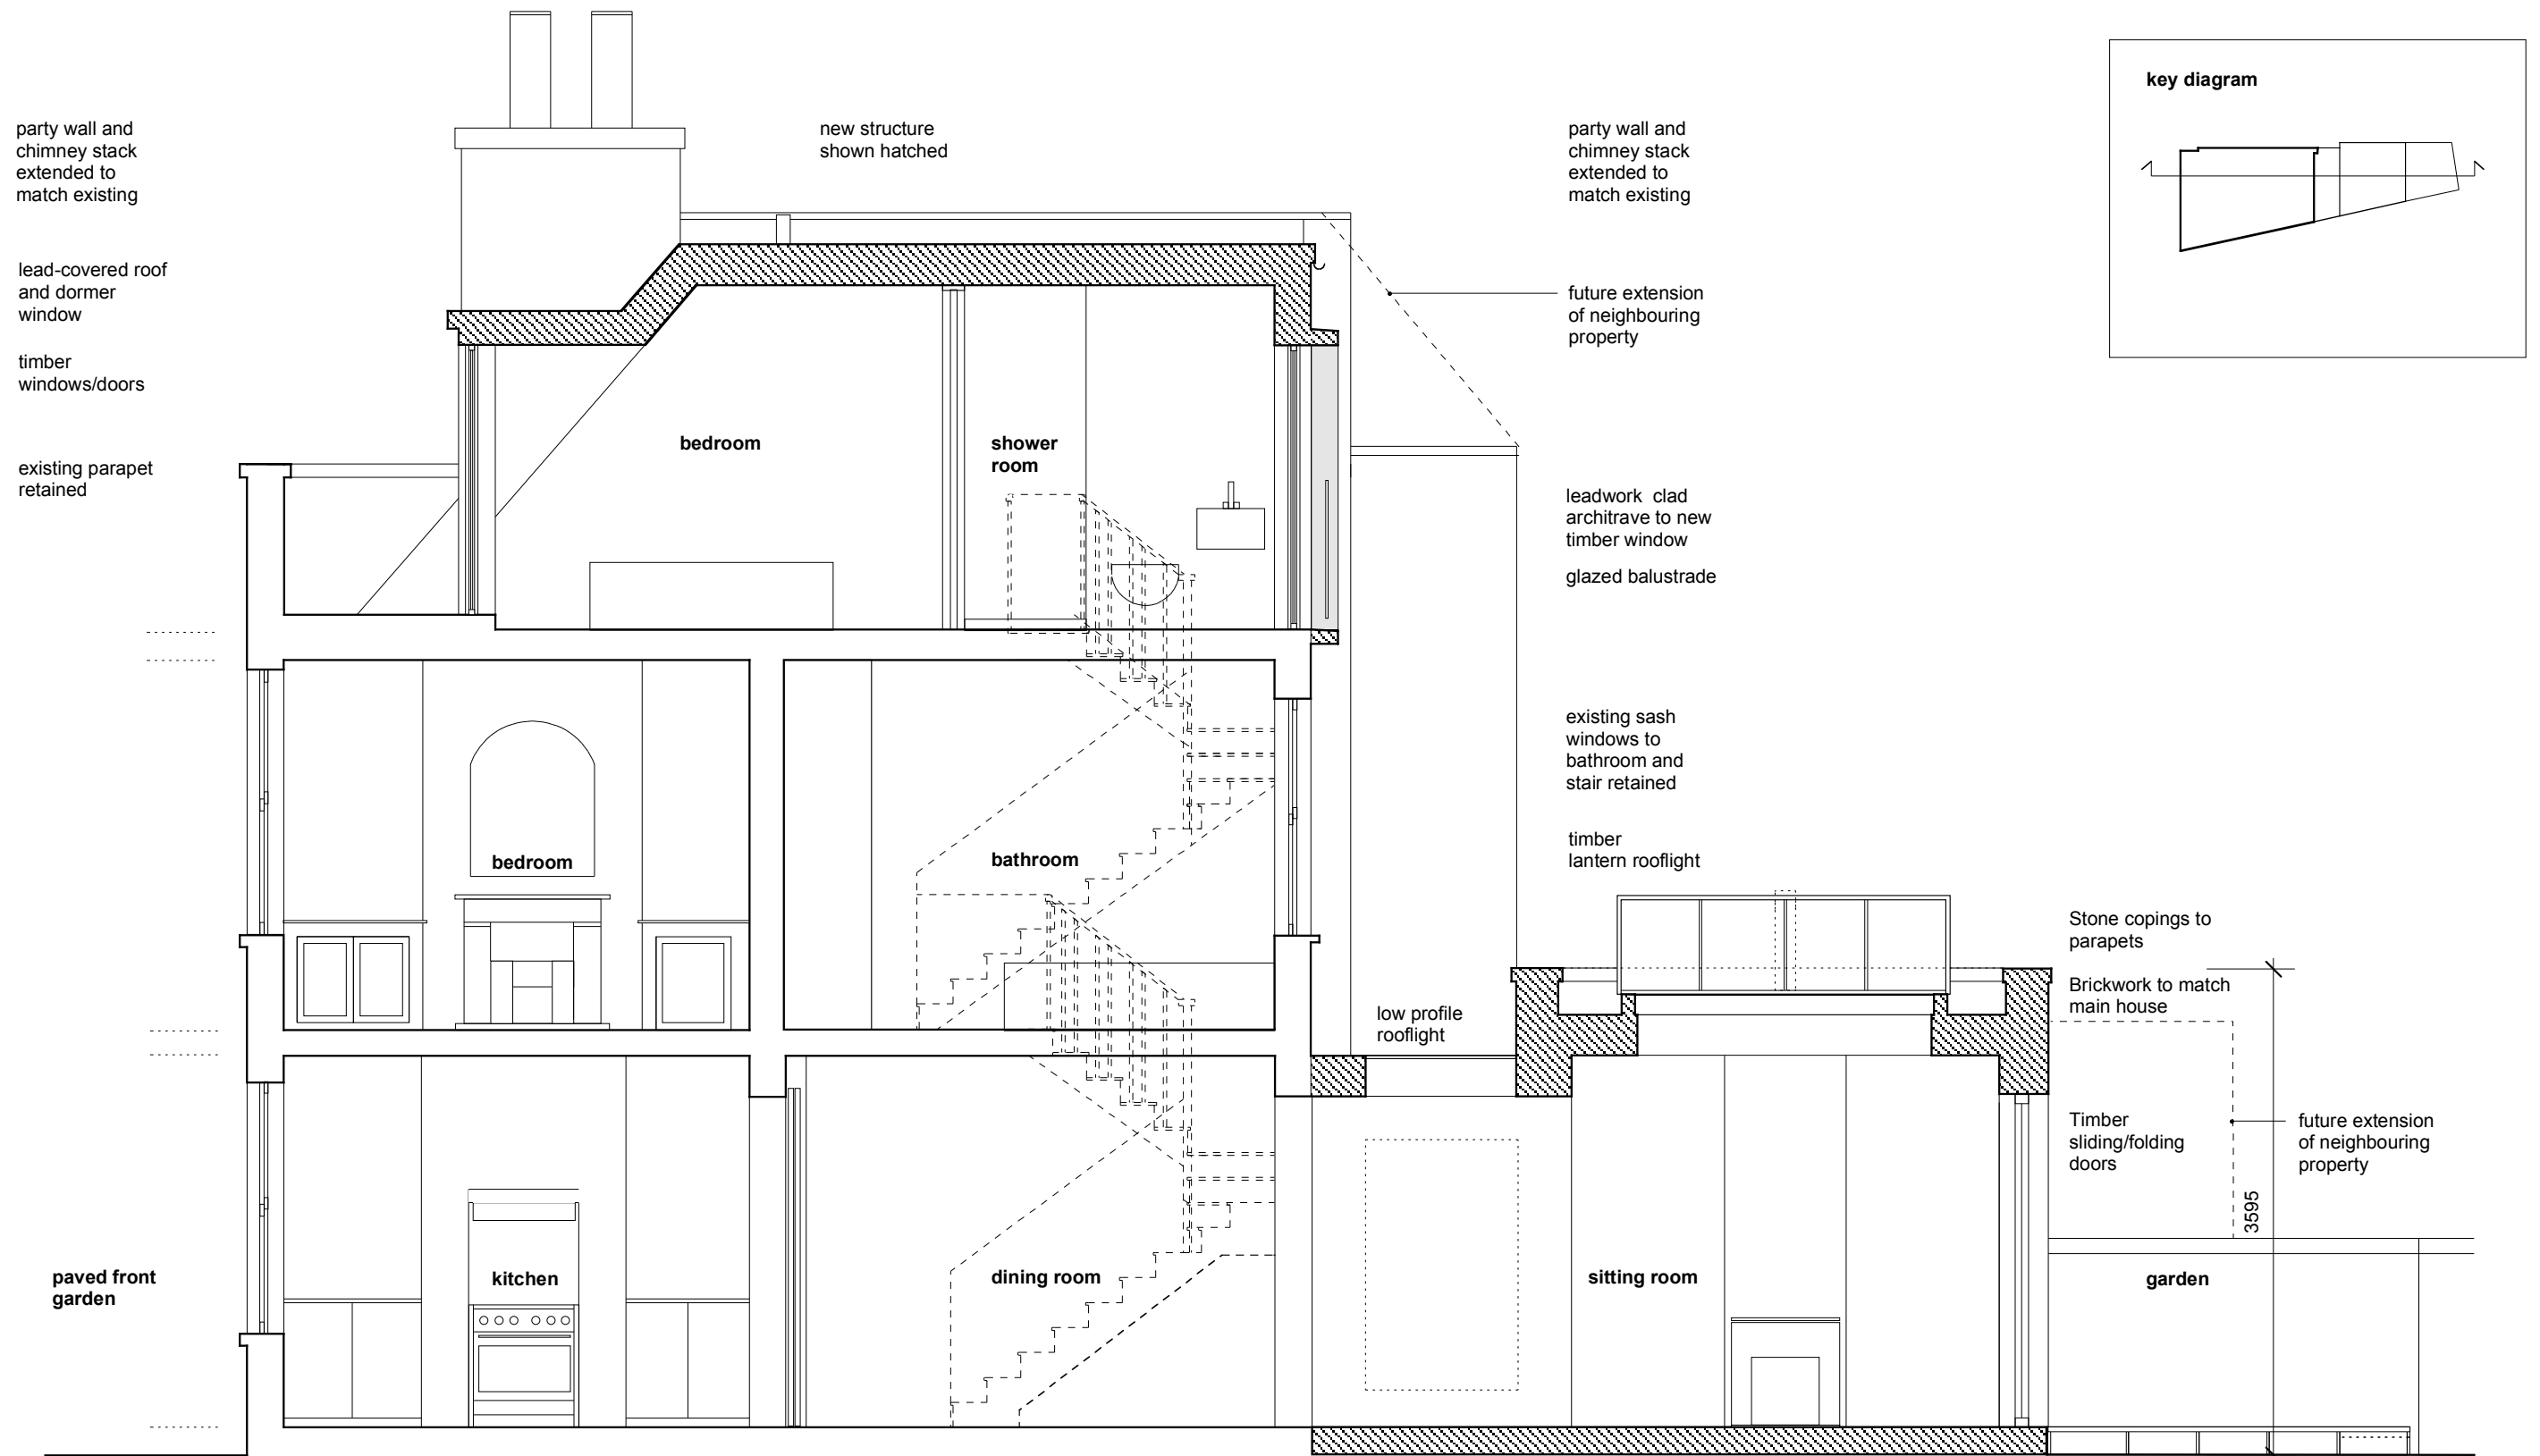 party wall and
chimney stack
extended to
match existing
lead-covered roof
and dormer
window
timber
windows/doors
existing parapet
retained
new structure
shown hatched
party wall and
chimney stack
extended to
match existing
future extension
of neighbouring
property
key diagram
bedroom
shower
room
leadwork  clad
architrave to new
timber window
glazed balustrade
existing sash
windows to
bathroom and
stair retained
timber
lantern rooflight
bedroom
bathroom
Stone copings to
parapets
Brickwork to match
main house
low profile
rooflight
Timber
sliding/folding
doors
future extension
of neighbouring
property
3595
paved front
garden
kitchen
dining room
sitting room
garden